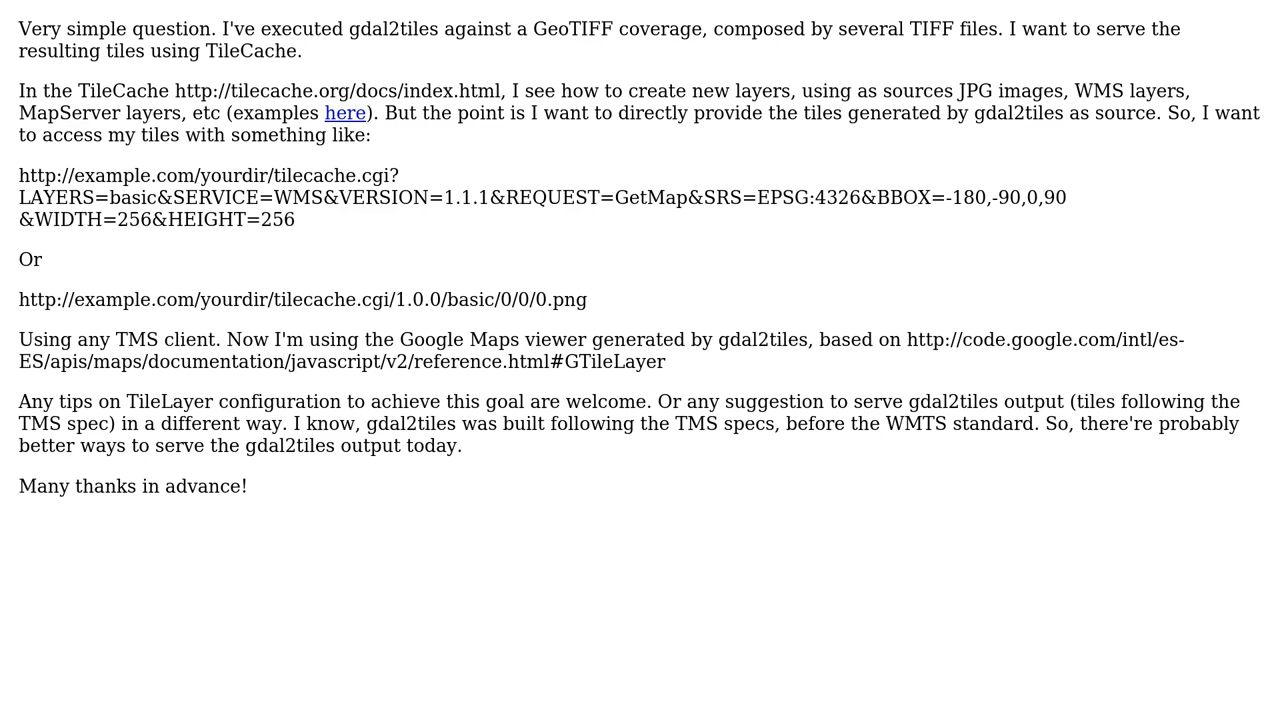 Very simple question. I've executed gdal2tiles against a GeoTIFF coverage, composed by several TIFF files. I want to serve the
resulting tiles using TileCache.
In the TileCache http://tilecache.org/docs/index.html, I see how to create new layers, using as sources JPG images, WMS layers,
MapServer layers, etc (examples here). But the point is I want to directly provide the tiles generated by gdal2tiles as source. So, I want
to access my tiles with something like:
http://example.com/yourdir/tilecache.cgi?
LAYERS=basic&SERVICE=WMS&VERSION=1.1.1&REQUEST=GetMap&SRS=EPSG:4326&BBOX=-180,-90,0,90
&WIDTH=256&HEIGHT=256
Or
http://example.com/yourdir/tilecache.cgi/1.0.0/basic/0/0/0.png
Using any TMS client. Now I'm using the Google Maps viewer generated by gdal2tiles, based on http://code.google.com/intl/es-
ES/apis/maps/documentation/javascript/v2/reference.html#GTileLayer
Any tips on TileLayer configuration to achieve this goal are welcome. Or any suggestion to serve gdal2tiles output (tiles following the
TMS spec) in a different way. I know, gdal2tiles was built following the TMS specs, before the WMTS standard. So, there're probably
better ways to serve the gdal2tiles output today.
Many thanks in advance!